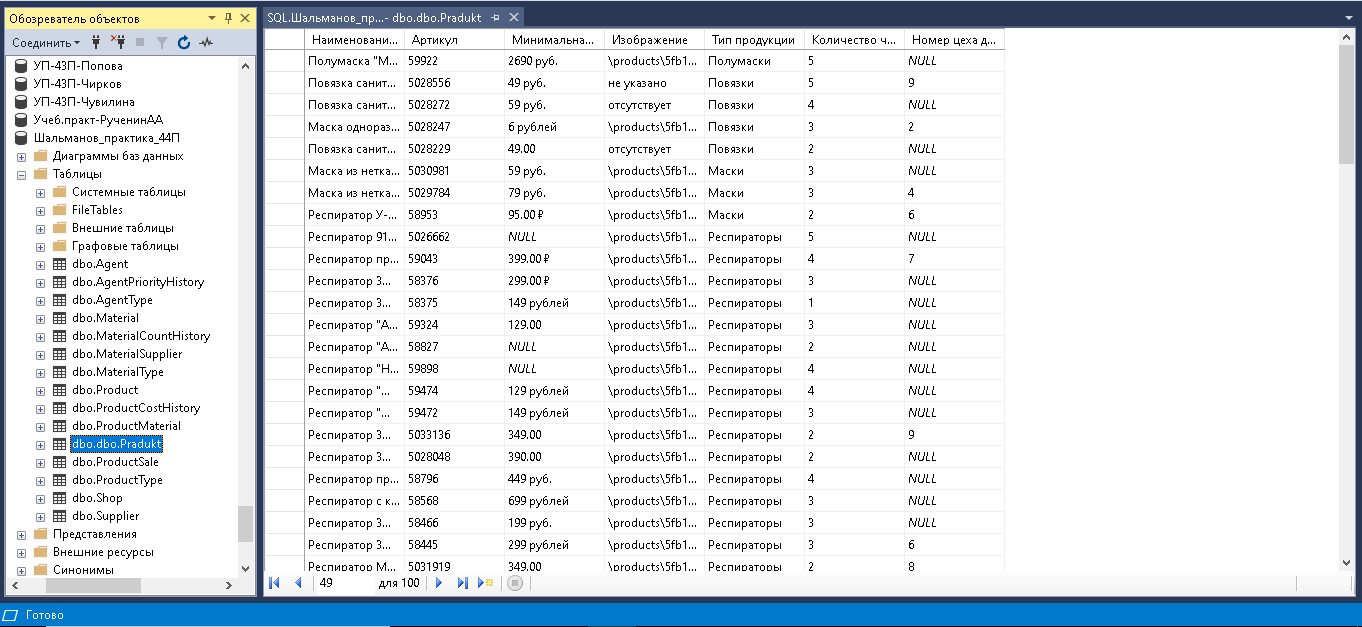 Обозреватель объектов
Соединить
УП-43П-Попова
УП-43П-Чирков
УП-43П-Чувилина
Учеб.практ-РученинАА
Шальманов_практика_44П
Диаграммы баз данных
Таблицы
Системные таблицы
FileTables
Внешние таблицы
Графовые таблицы
dbo.Agent
dbo.AgentPriorityHistory
dbo.AgentType
dbo.Material
dbo.MaterialCountHistory
dbo.MaterialSupplier
dbo.MaterialType
dbo.Product
dbo.ProductCostHistory
dbo.ProductMaterial
dbo.dbo.Pradukt
dbo.ProductSale
dbo.ProductType
dbo.Shop
dbo.Supplier
Представления
Внешние ресурсы
Синонимы
SQL.Шальманов_пр...- dbo.dbo.Pradukt
Наименовани... Артикул Минимальна... Изображение Тип продукции Количество ч... Номер цеха д...
Полумаска "М... 59922 2690 руб. \products\5fb1... Полумаски 5 NULL
Повязка санит... 5028556 49 руб. не указано Повязки 5 9
Повязка санит... 5028272 59 руб. отсутствует Повязки 4 NULL
Маска однораз... 5028247 6 рублей \products\5fb1... Повязки 3 2
Повязка санит... 5028229 49.00 отсутствует Повязки 2 NULL
Маска из нетка... 5030981 59 руб. \products\5fb1... Маски 3 NULL
Маска из нетка... 5029784 79 руб. \products\5fb1... Маски 3 4
Респиратор У-... 58953 95.00 ₽ \products\5fb1... Маски 2 6
Респиратор 91... 5026662 NULL \products\5fb1... Респираторы 5 NULL
Респиратор пр... 59043 399.00 ₽ \products\5fb1... Респираторы 4 7
Респиратор 3... 58376 299.00 ₽ \products\5fb1... Респираторы 3 NULL
Респиратор 3... 58375 149 рублей \products\5fb1... Респираторы 1 NULL
Респиратор "А... 59324 129.00 \products\5fb1... Респираторы 3 NULL
Респиратор "А... 58827 NULL \products\5fb1... Респираторы 2 NULL
Респиратор "Н... 59898 NULL \products\5fb1... Респираторы 4 NULL
Респиратор "... 59474 129 рублей \products\5fb1... Респираторы 4 NULL
Респиратор "... 59472 149 рублей \products\5fb1... Респираторы 3 NULL
Респиратор 3... 5033136 349.00 \products\5fb1... Респираторы 2 9
Респиратор 3... 5028048 390.00 \products\5fb1... Респираторы 2 NULL
Респиратор пр... 58796 449 руб. \products\5fb1... Респираторы 4 NULL
Респиратор с к... 58568 699 рублей \products\5fb1... Респираторы 3 NULL
Респиратор 3... 58466 199 руб. \products\5fb1... Респираторы 3 NULL
Респиратор 3... 58445 299 рублей \products\5fb1... Респираторы 3 6
Респиратор М... 5031919 349.00 \products\5fb1... Респираторы 2 8
49 для 100
Готово